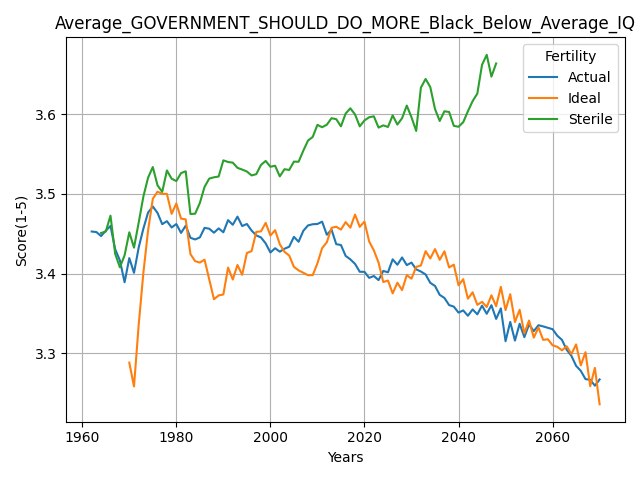 Average_GOVERNMENT_SHOULD_DO_MORE_Black_Below_Average_IQ
Fertility
Actual
Ideal
Sterile
Score(1-5)
3.6
3.5
3.4
3.3
1960 1980 2000 2020 2040 2060
Years